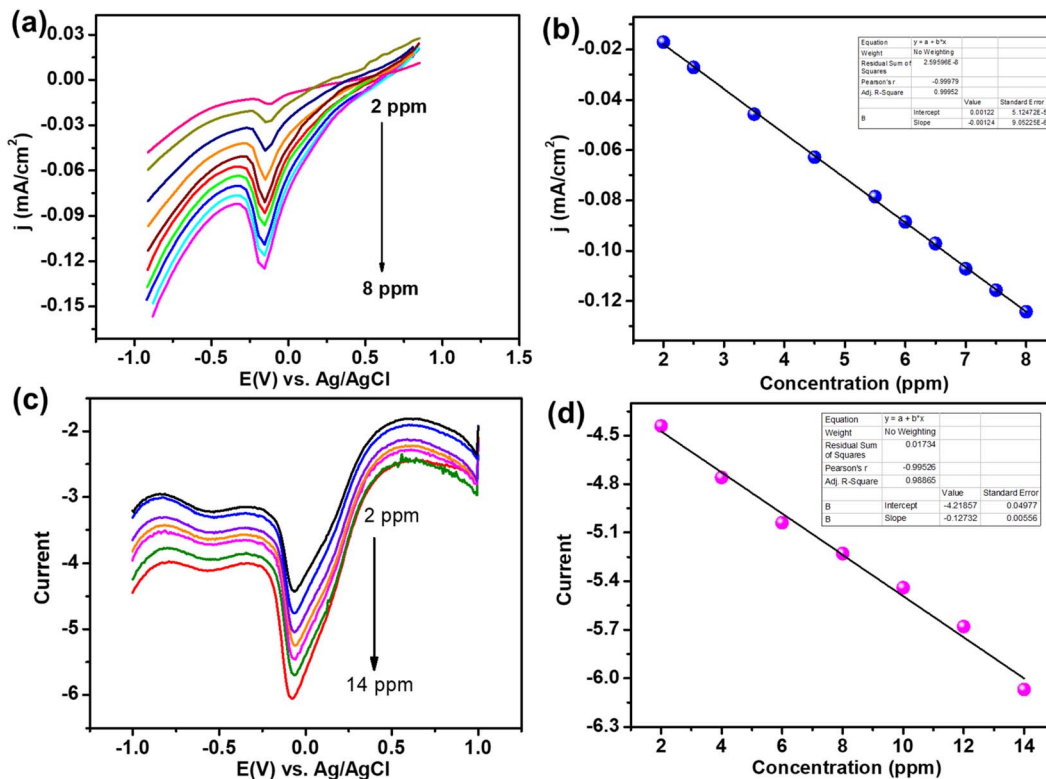 (a)
0.03
0.00
-0.03
-0.06
-0.09
-0.12
-0.15
j (mA/cm²)
2 ppm
8 ppm
-1.0 -0.5 0.0 0.5 1.0 1.5
E(V) vs. Ag/AgCl
(b)
-0.02
-0.04
-0.06
-0.08
-0.10
-0.12
j (mA/cm²)
Equation y = a + b*x
Weight No Weighting
Residual Sum of Squares 2.59596E-8
Pearson's r -0.99979
Adj. R-Square 0.99952
Value Standard Error
B Intercept 0.00122 5.12472E-5
Slope -0.00124 9.05225E-6
2 3 4 5 6 7 8
Concentration (ppm)
(c)
-2
-3
-4
-5
-6
Current
2 ppm
14 ppm
-1.0 -0.5 0.0 0.5 1.0
E(V) vs. Ag/AgCl
(d)
-4.5
-4.8
-5.1
-5.4
-5.7
-6.0
-6.3
Current
Equation y = a + b*x
Weight No Weighting
Residual Sum of Squares 0.01734
Pearson's r -0.99526
Adj. R-Square 0.98865
Value Standard Error
B Intercept -4.21857 0.04977
B Slope -0.12732 0.00556
2 4 6 8 10 12 14
Concentration (ppm)